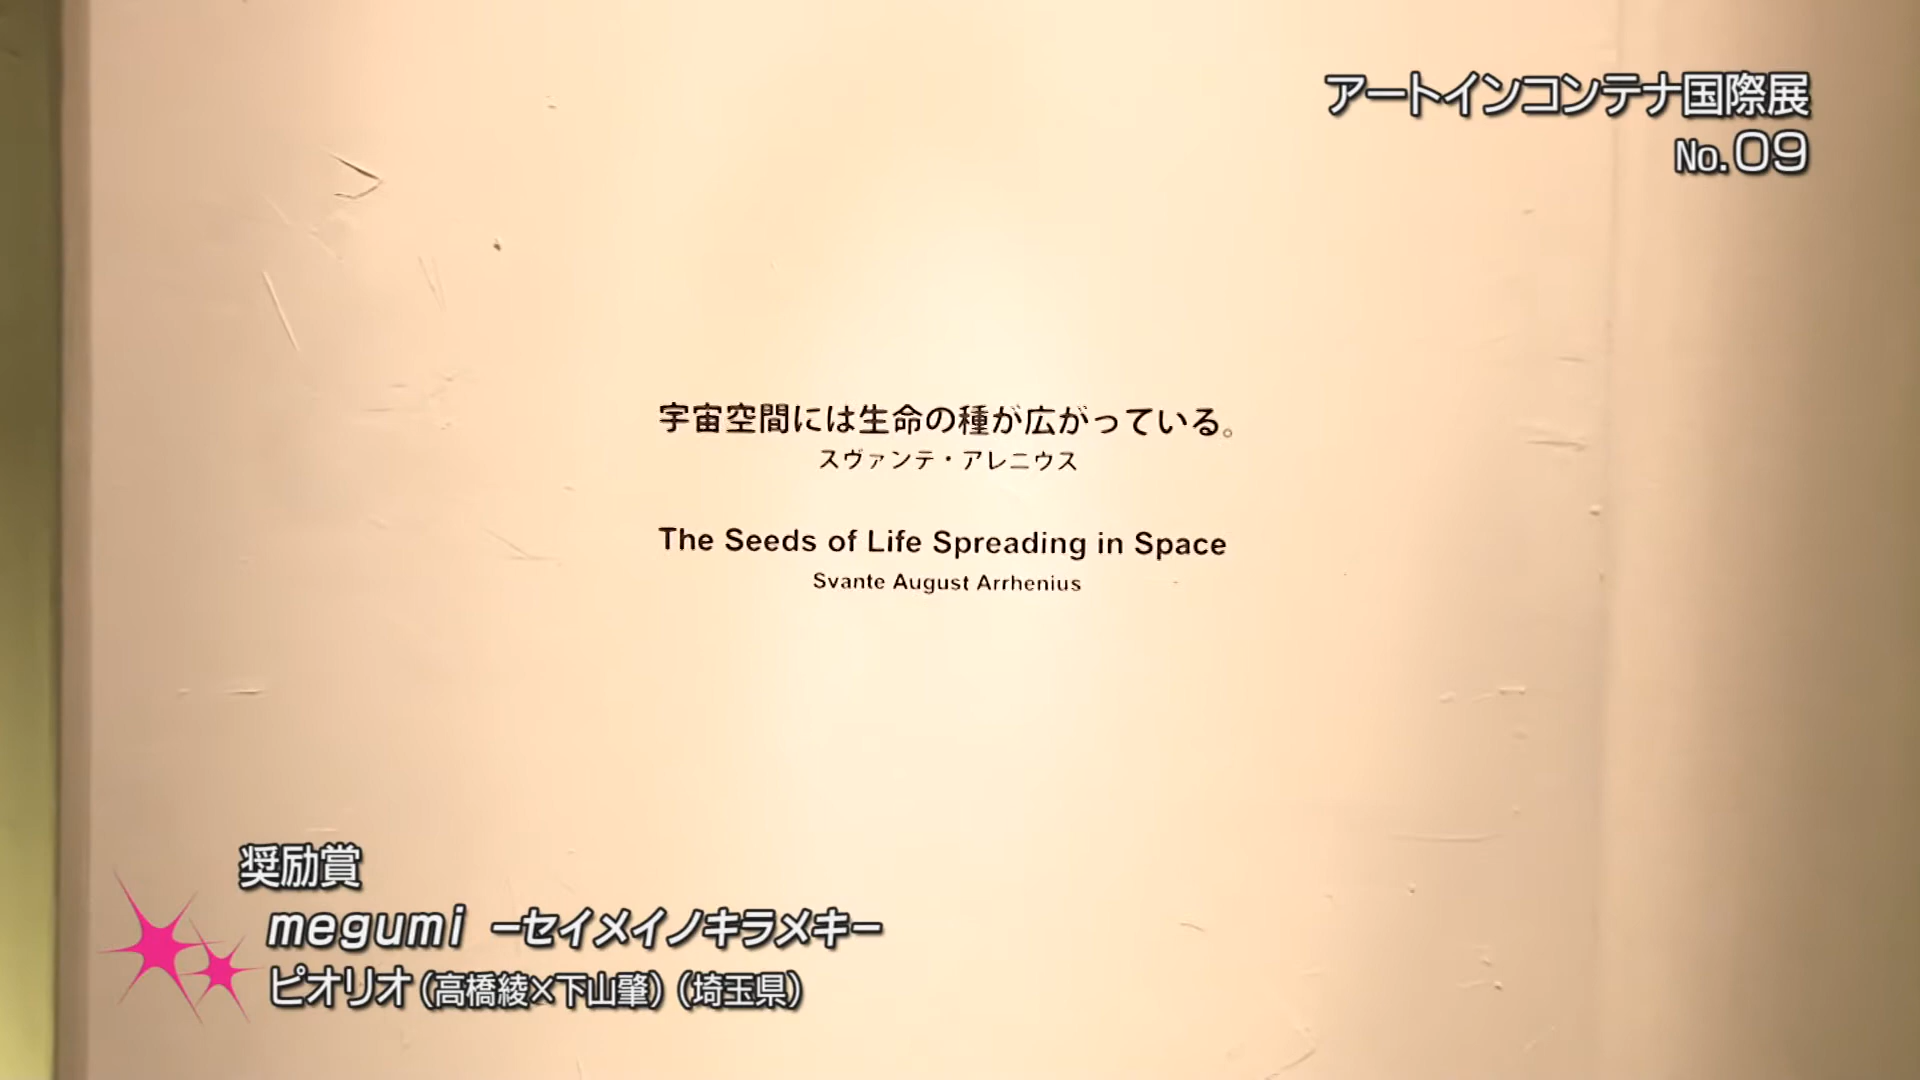 アートインコンテナ国際展
No.09
宇宙空間には生命の種が広がっている。
スヴァンテ・アレニウス
The Seeds of Life Spreading in Space
Svante August Arrhenius
奨励賞
megumi −セイメイノキラメキ−
ピオリオ（高橋綾×下山肇）（埼玉県）